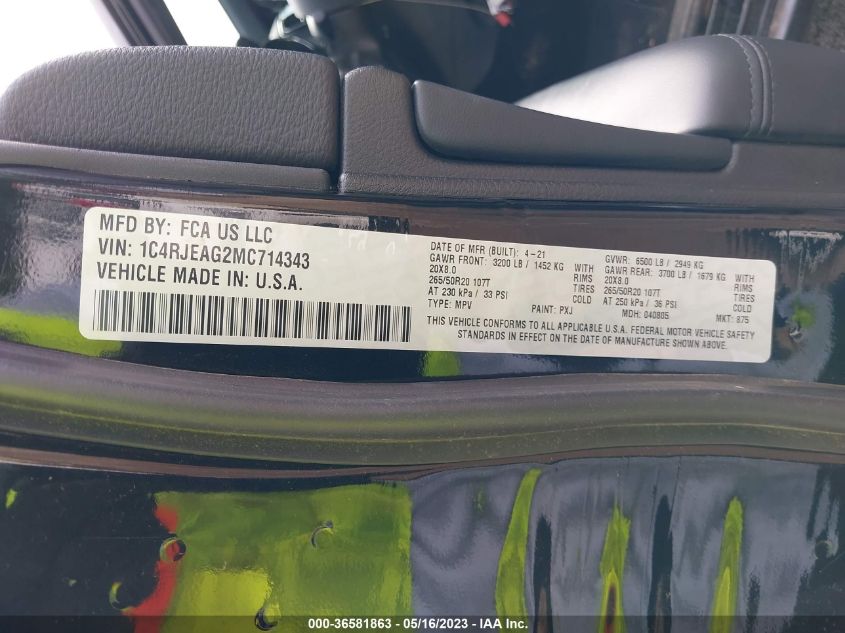 MFD BY: FCA US LLC
VIN: 1C4RJEAG2MC714343
VEHICLE MADE IN U.S.A.
DATE OF MFR (BUILT): 4-21 GVWR: 6500 LB / 2949 KG
GAWR FRONT: 3200 LB / 1452 KG WITH GAWR REAR: 3700 LB / 1679 KG WITH
20X8.0 RIMS 20X8.0 RIMS
265/50R20 107T TIRES 265/50R20 107T TIRES
AT 230 kPa / 33 PSI COLD AT 250 kPa / 36 PSI COLD
TYPE: MPV PAINT: PXJ MDH: 040805 MKT: 875
THIS VEHICLE CONFORMS TO ALL APPLICABLE U.S.A. FEDERAL MOTOR VEHICLE SAFETY
STANDARDS IN EFFECT ON THE DATE OF MANUFACTURE SHOWN ABOVE.
000-36581863 - 05/16/2023 - IAA Inc.